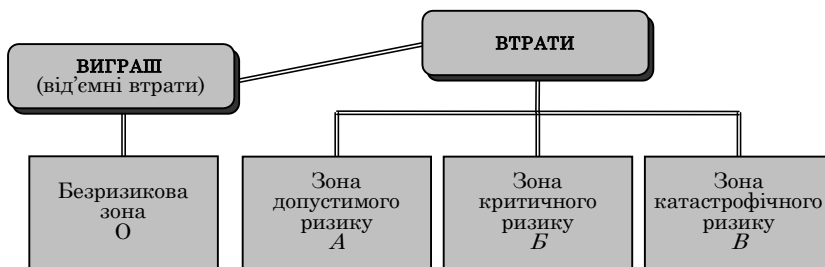 ВТРАТИ
ВИГРАШ
(від’ємні втрати)
Безризикова
зона
О
Зона
допустимого
ризику
А
Зона
критичного
ризику
Б
Зона
катастрофічного
ризику
В